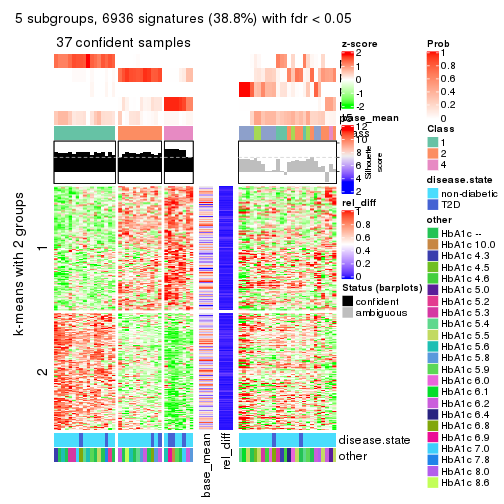 5 subgroups, 6936 signatures (38.8%) with fdr < 0.05
37 confident samples
k-means with 2 groups
1
2
z-score
2
1
0
-1
-2
base_mean
12
10
8
6
4
2
Silhouette
score
rel_diff
1
0.8
0.6
0.4
0.2
0
Status (barplots)
confident
ambiguous
disease.state
other
base_mean
rel_diff
Prob
1
0.8
0.6
0.4
0.2
0
Class
1
2
4
disease.state
non-diabetic
T2D
other
HbA1c --
HbA1c 10.0
HbA1c 4.3
HbA1c 4.5
HbA1c 4.6
HbA1c 5.0
HbA1c 5.2
HbA1c 5.3
HbA1c 5.4
HbA1c 5.5
HbA1c 5.6
HbA1c 5.8
HbA1c 5.9
HbA1c 6.0
HbA1c 6.1
HbA1c 6.2
HbA1c 6.4
HbA1c 6.8
HbA1c 6.9
HbA1c 7.0
HbA1c 7.8
HbA1c 8.0
HbA1c 8.6